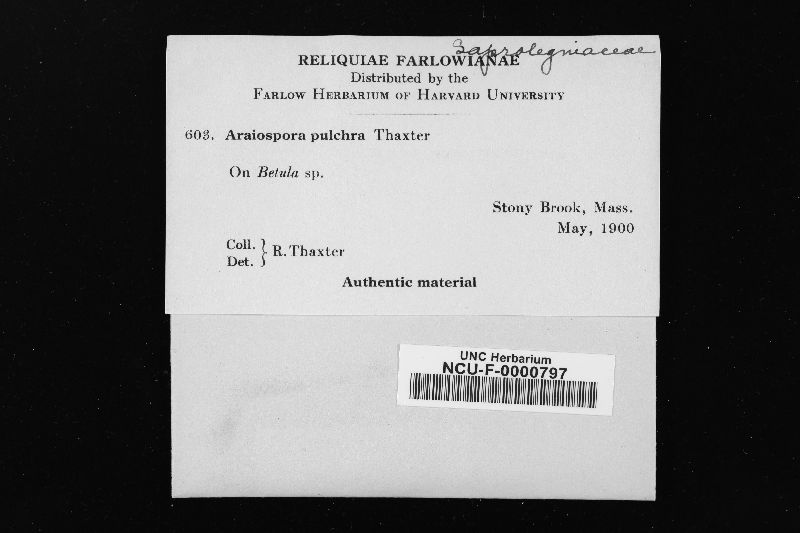 Saprolegniaceae
RELIQUIAE FARLOWIANAE
Distributed by the
FARLOW HERBARIUM OF HARVARD UNIVERSITY
603. Araiospora pulchra Thaxter
On Betula sp.
Stony Brook, Mass.
May, 1900
Coll. } R. Thaxter
Det.
Authentic material
UNC Herbarium
NCU-F-0000797